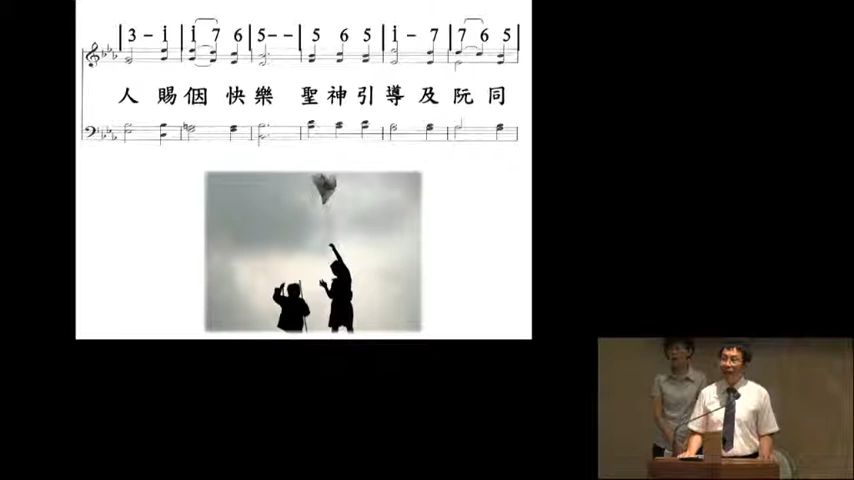 3 - i | i 7 6 | 5 - - | 5 6 5 | i - 7 | 7 6 5 |
人 賜 因 快 樂 聖 神 引 導 及 阮 同